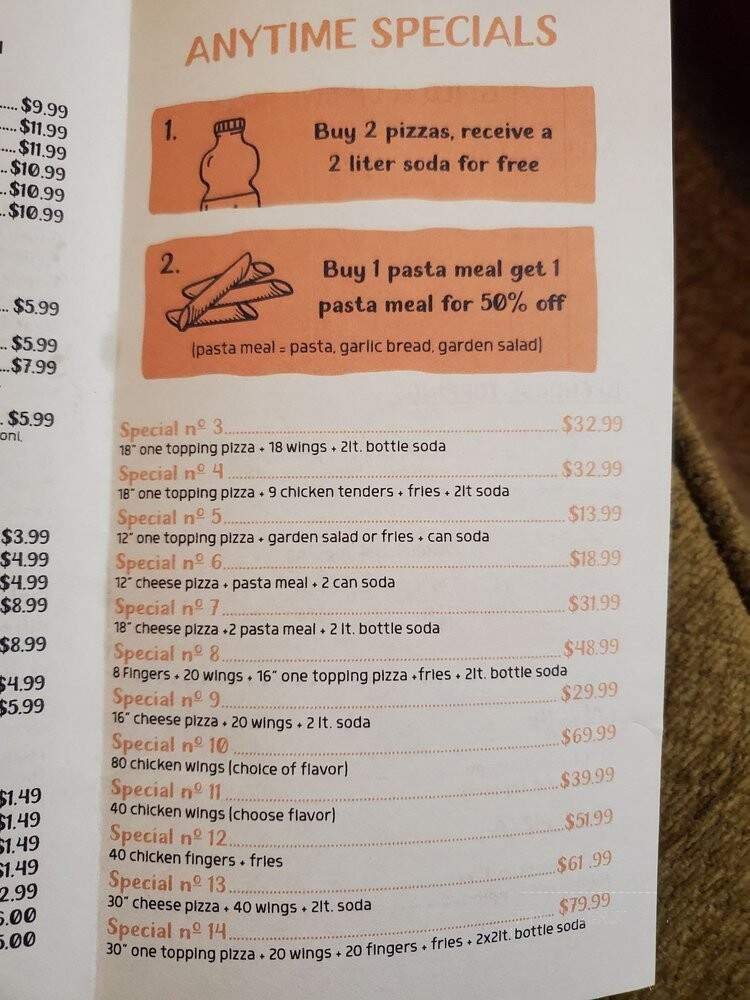 ..... $9.99
.... $11.99
.... $11.99
.. $10.99
.. $10.99
.. $10.99
... $5.99
.. $5.99
...$7.99
. $5.99
oni,
$3.99
$4.99
$4.99
$8.99
$8.99
$4.99
$5.99
$1.49
$1.49
$1.49
$1.49
2.99
5.00
5.00
ANYTIME SPECIALS
1.
Buy 2 pizzas, receive a
2 liter soda for free
2.
Buy 1 pasta meal get 1
pasta meal for 50% off
(pasta meal = pasta, garlic bread, garden salad)
Special nº 3 $32.99
18" one topping pizza + 18 wings + 2lt. bottle soda
Special nº 4 $32.99
18" one topping pizza + 9 chicken tenders + fries + 2lt soda
Special nº 5 $13.99
12" one topping pizza + garden salad or fries + can soda
Special nº 6 $18.99
12" cheese pizza + pasta meal + 2 can soda
Special nº 7 $31.99
18" cheese pizza +2 pasta meal + 2 lt. bottle soda
Special nº 8 $48.99
8 Fingers + 20 wings + 16" one topping pizza +fries + 2lt. bottle soda
Special nº 9 $29.99
16" cheese pizza + 20 wings + 2 lt. soda
Special nº 10 $69.99
80 chicken wings (choice of flavor)
Special nº 11 $39.99
40 chicken wings (choose flavor)
Special nº 12 $51.99
40 chicken fingers + fries
Special nº 13 $61 .99
30" cheese pizza + 40 wings + 2lt. soda
Special nº 14 $79.99
30" one topping pizza + 20 wings + 20 fingers + fries + 2x2lt. bottle soda